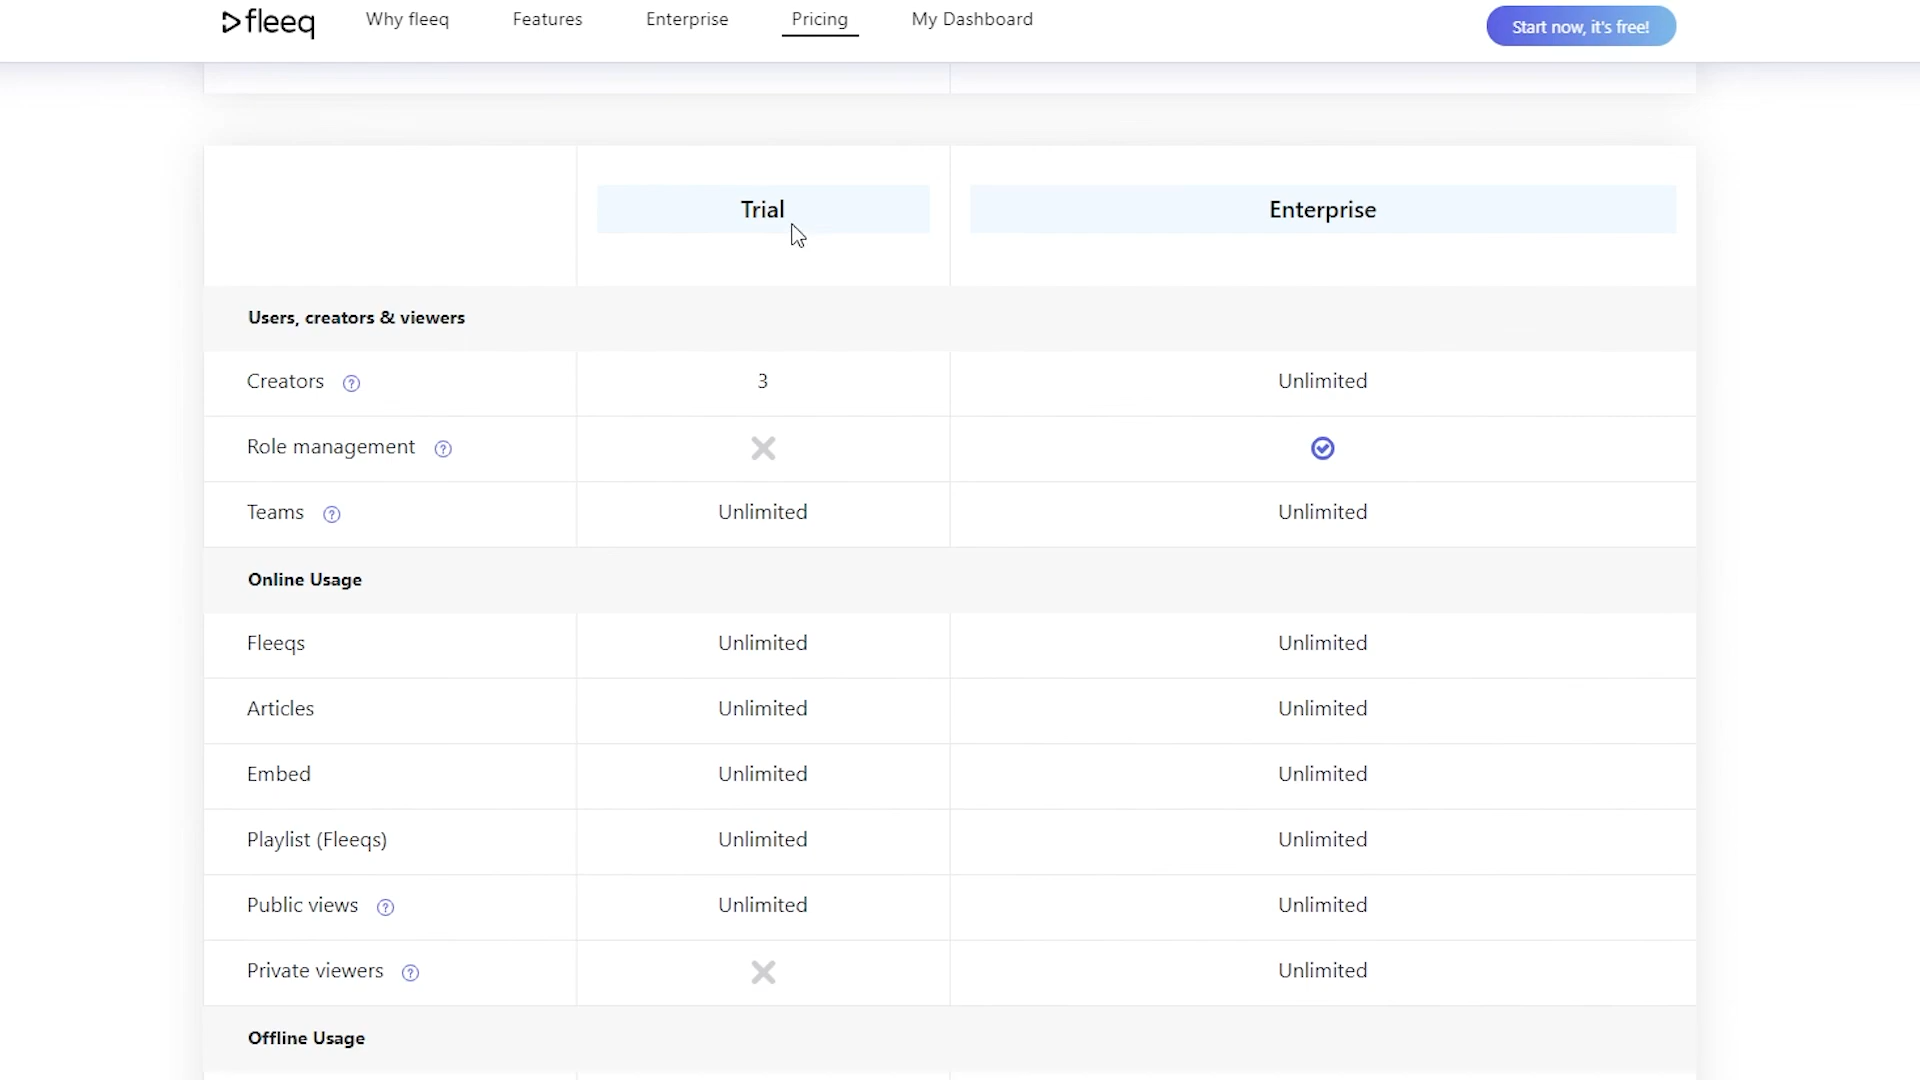 fleeq Why fleeq Features Enterprise Pricing My Dashboard Start now, it's free!
Trial Enterprise
Users, creators & viewers
Creators ? 3 Unlimited
Role management ?
Teams ? Unlimited Unlimited
Online Usage
Fleeqs Unlimited Unlimited
Articles Unlimited Unlimited
Embed Unlimited Unlimited
Playlist (Fleeqs) Unlimited Unlimited
Public views ? Unlimited Unlimited
Private viewers ? Unlimited
Offline Usage